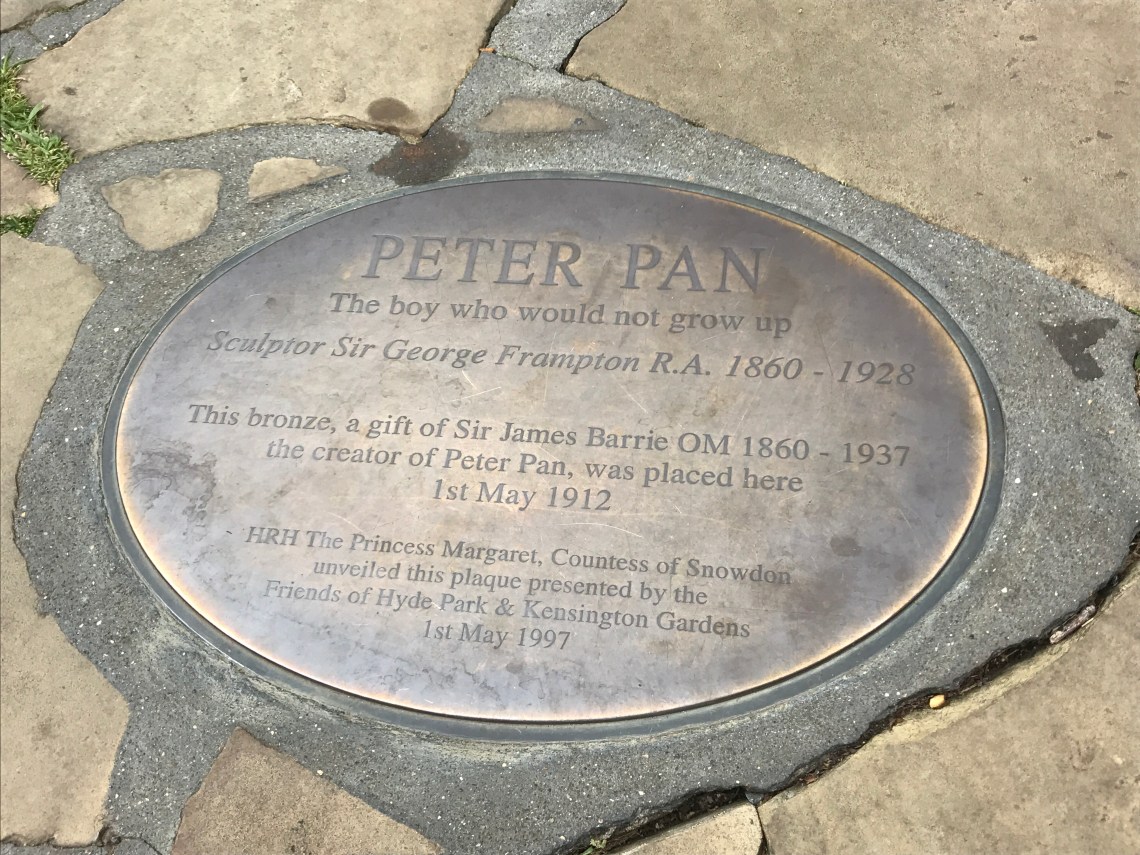 PETER PAN
The boy who would not grow up
Sculptor Sir George Frampton R.A. 1860 - 1928
This bronze, a gift of Sir James Barrie OM 1860 - 1937
the creator of Peter Pan, was placed here
1st May 1912
HRH The Princess Margaret, Countess of Snowdon
unveiled this plaque presented by the
Friends of Hyde Park & Kensington Gardens
1st May 1997